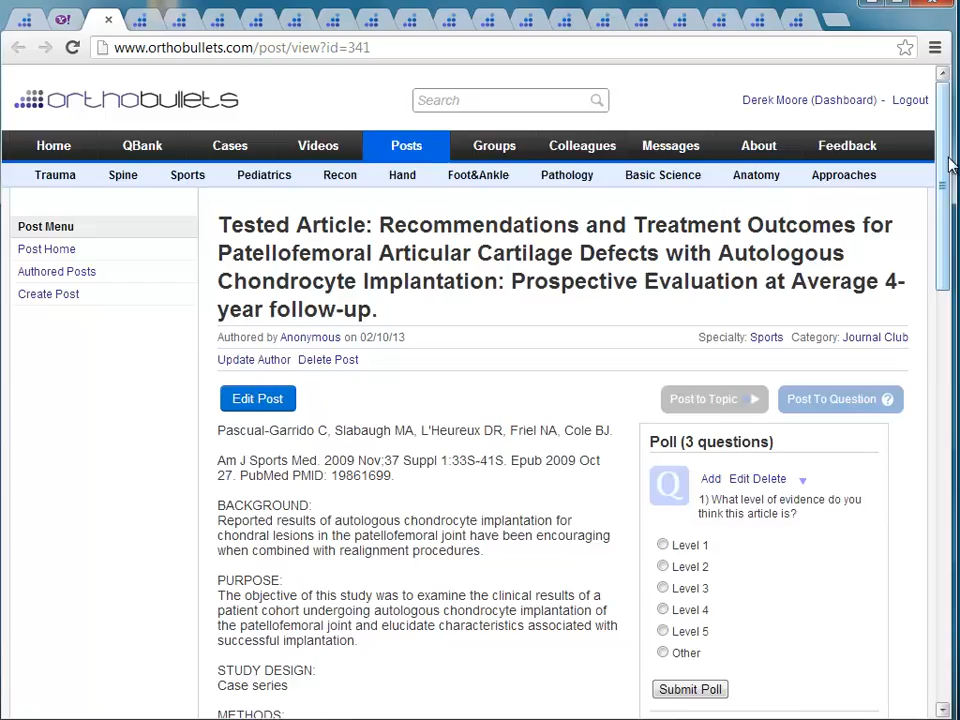 Y!
www.orthobullets.com/post/view?id=341
orthobullets
Search
Derek Moore (Dashboard) - Logout
Home QBank Cases Videos Posts Groups Colleagues Messages About Feedback
Trauma Spine Sports Pediatrics Recon Hand Foot&Ankle Pathology Basic Science Anatomy Approaches
Post Menu
Post Home
Authored Posts
Create Post
Tested Article: Recommendations and Treatment Outcomes for
Patellofemoral Articular Cartilage Defects with Autologous
Chondrocyte Implantation: Prospective Evaluation at Average 4-
year follow-up.
Authored by Anonymous on 02/10/13
Specialty: Sports Category: Journal Club
Update Author Delete Post
Edit Post
Post to Topic
Post To Question ?
Pascual-Garrido C, Slabaugh MA, L'Heureux DR, Friel NA, Cole BJ.
Am J Sports Med. 2009 Nov;37 Suppl 1:33S-41S. Epub 2009 Oct
27. PubMed PMID: 19861699.
BACKGROUND:
Reported results of autologous chondrocyte implantation for
chondral lesions in the patellofemoral joint have been encouraging
when combined with realignment procedures.
PURPOSE:
The objective of this study was to examine the clinical results of a
patient cohort undergoing autologous chondrocyte implantation of
the patellofemoral joint and elucidate characteristics associated with
successful implantation.
STUDY DESIGN:
Case series
METHODS:
Poll (3 questions)
Q
Add Edit Delete
1) What level of evidence do you
think this article is?
Level 1
Level 2
Level 3
Level 4
Level 5
Other
Submit Poll